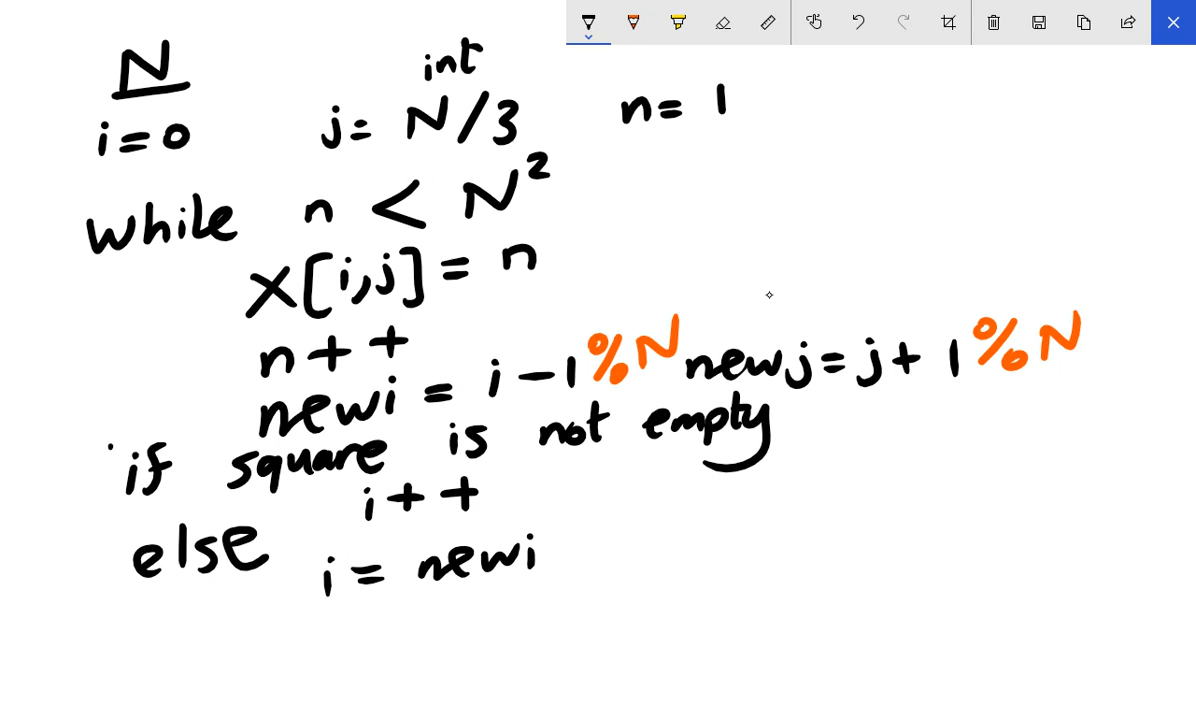 N
int
i=0 j= N/3 n= 1
while n < N²
x[i,j]= n
n++
newi = i-1%N newj=j+1%N
if square is not empty
i++
else i= newi